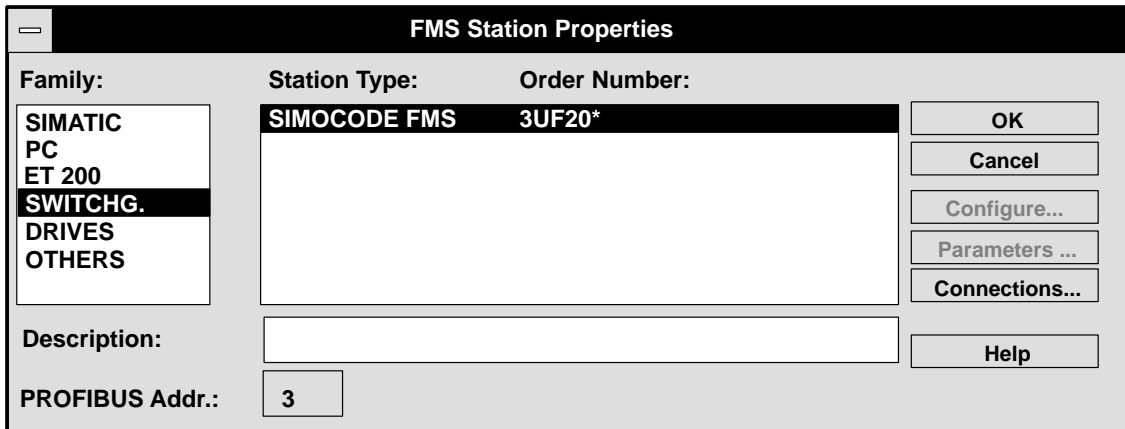 FMS Station Properties
Family: Station Type: Order Number:
SIMATIC
PC
ET 200
SWITCHG.
DRIVES
OTHERS
SIMOCODE FMS 3UF20*
OK
Cancel
Configure...
Parameters ...
Connections...
Description:
Help
PROFIBUS Addr.: 3